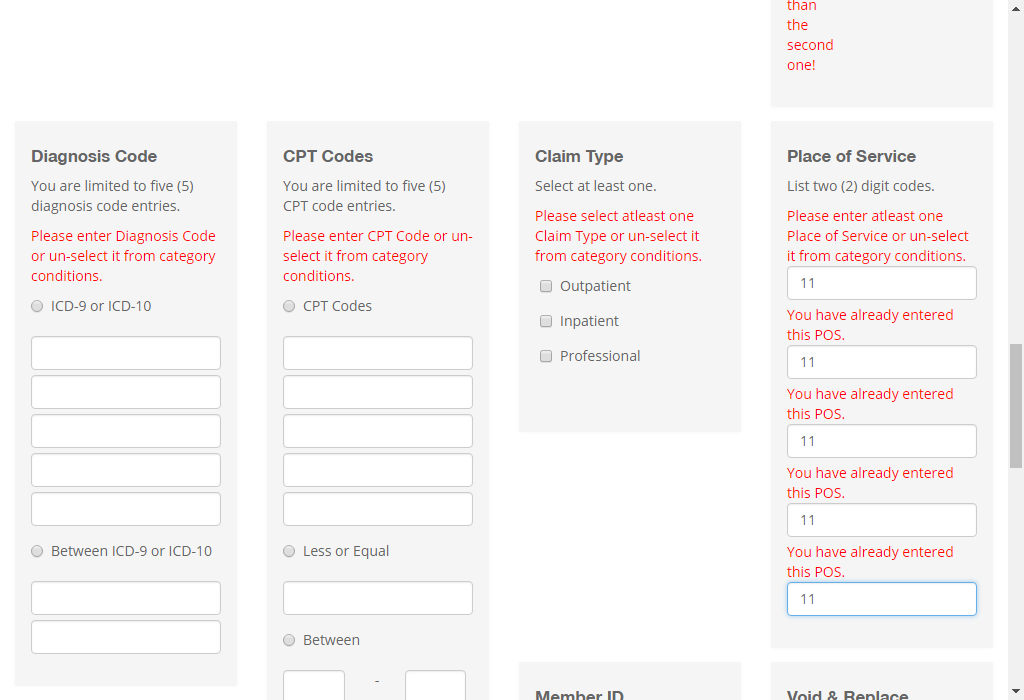 than
the
second
one!
Diagnosis Code
You are limited to five (5)
diagnosis code entries.
Please enter Diagnosis Code
or un-select it from category
conditions.
ICD-9 or ICD-10
Between ICD-9 or ICD-10
CPT Codes
You are limited to five (5)
CPT code entries.
Please enter CPT Code or un-
select it from category
conditions.
CPT Codes
Less or Equal
Between
-
Claim Type
Select at least one.
Please select atleast one
Claim Type or un-select it
from category conditions.
Outpatient
Inpatient
Professional
Place of Service
List two (2) digit codes.
Please enter atleast one
Place of Service or un-select
it from category conditions.
11
You have already entered
this POS.
11
You have already entered
this POS.
11
You have already entered
this POS.
11
You have already entered
this POS.
11
Member ID
Void & Replace